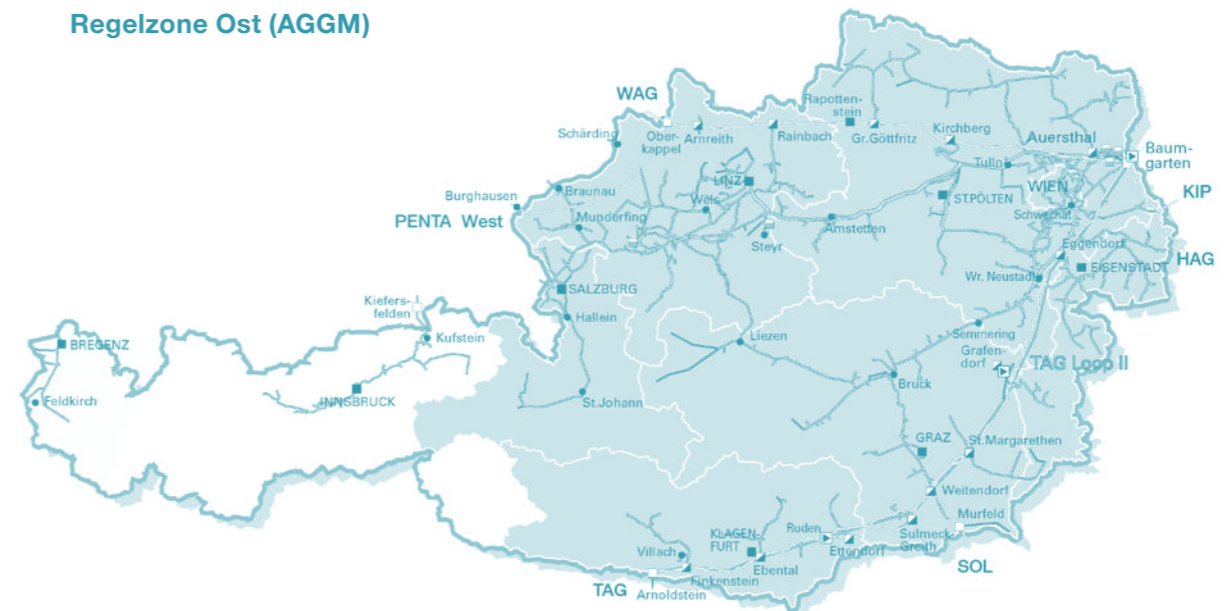 Regelzone Ost (AGGM)
WAG
Rapotten-
stein
Schärding
Ober-
kappel
Arnreith
Rainbach
Gr.Göttfritz
Kirchberg
Auersthal
Baum-
garten
Tulln
Burghausen
Braunau
LINZ
WIEN
KIP
PENTA West
Munderfing
Wels
ST.PÖLTEN
Schwechat
Steyr
Amstetten
Eggendorf
HAG
EISENSTADT
Wr. Neustadt
SALZBURG
Kiefers-
felden
Hallein
Kufstein
Liezen
Semmering
BREGENZ
Grafen-
dorf
TAG Loop II
Bruck
INNSBRUCK
St.Johann
Feldkirch
GRAZ
St.Margarethen
Weitendorf
Murfeld
KLAGEN-
FURT
Ruden
Sulmeck-
Greith
Villach
Ettendorf
Ebental
Finkenstein
SOL
TAG
Arnoldstein